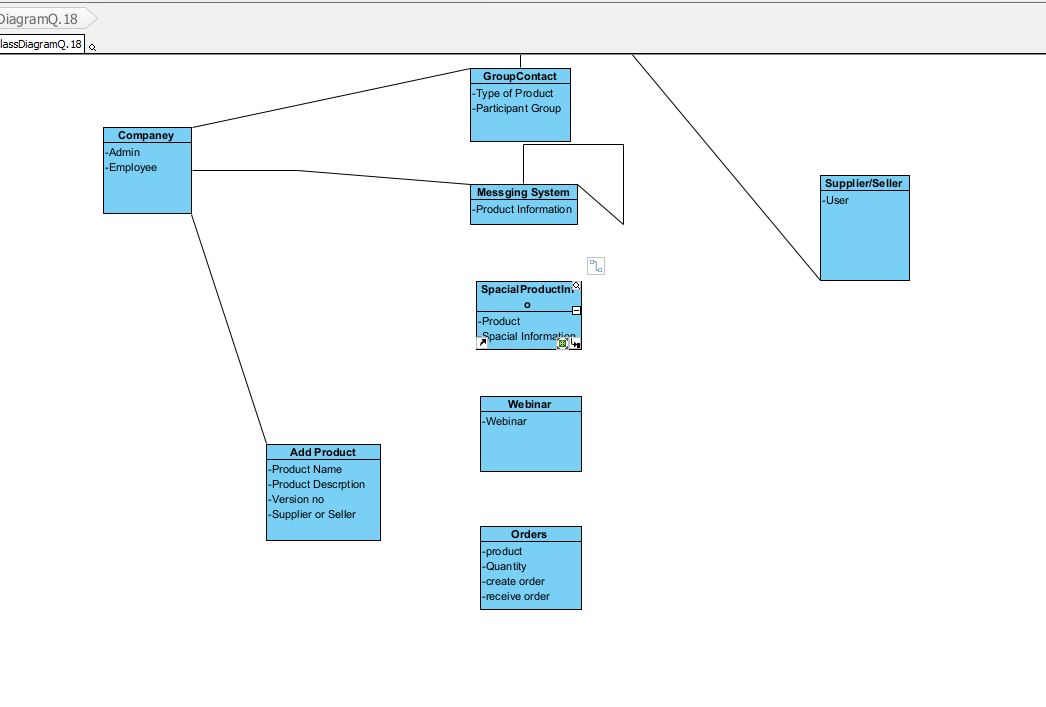 DiagramQ.18
lassDiagramQ.18
GroupContact
-Type of Product
-Participant Group
Companey
-Admin
-Employee
Messging System
-Product Information
Supplier/Seller
-User
SpacialProductInf
o
-Product
-Spacial Information
Webinar
-Webinar
Add Product
-Product Name
-Product Descrption
-Version no
-Supplier or Seller
Orders
-product
-Quantity
-create order
-receive order